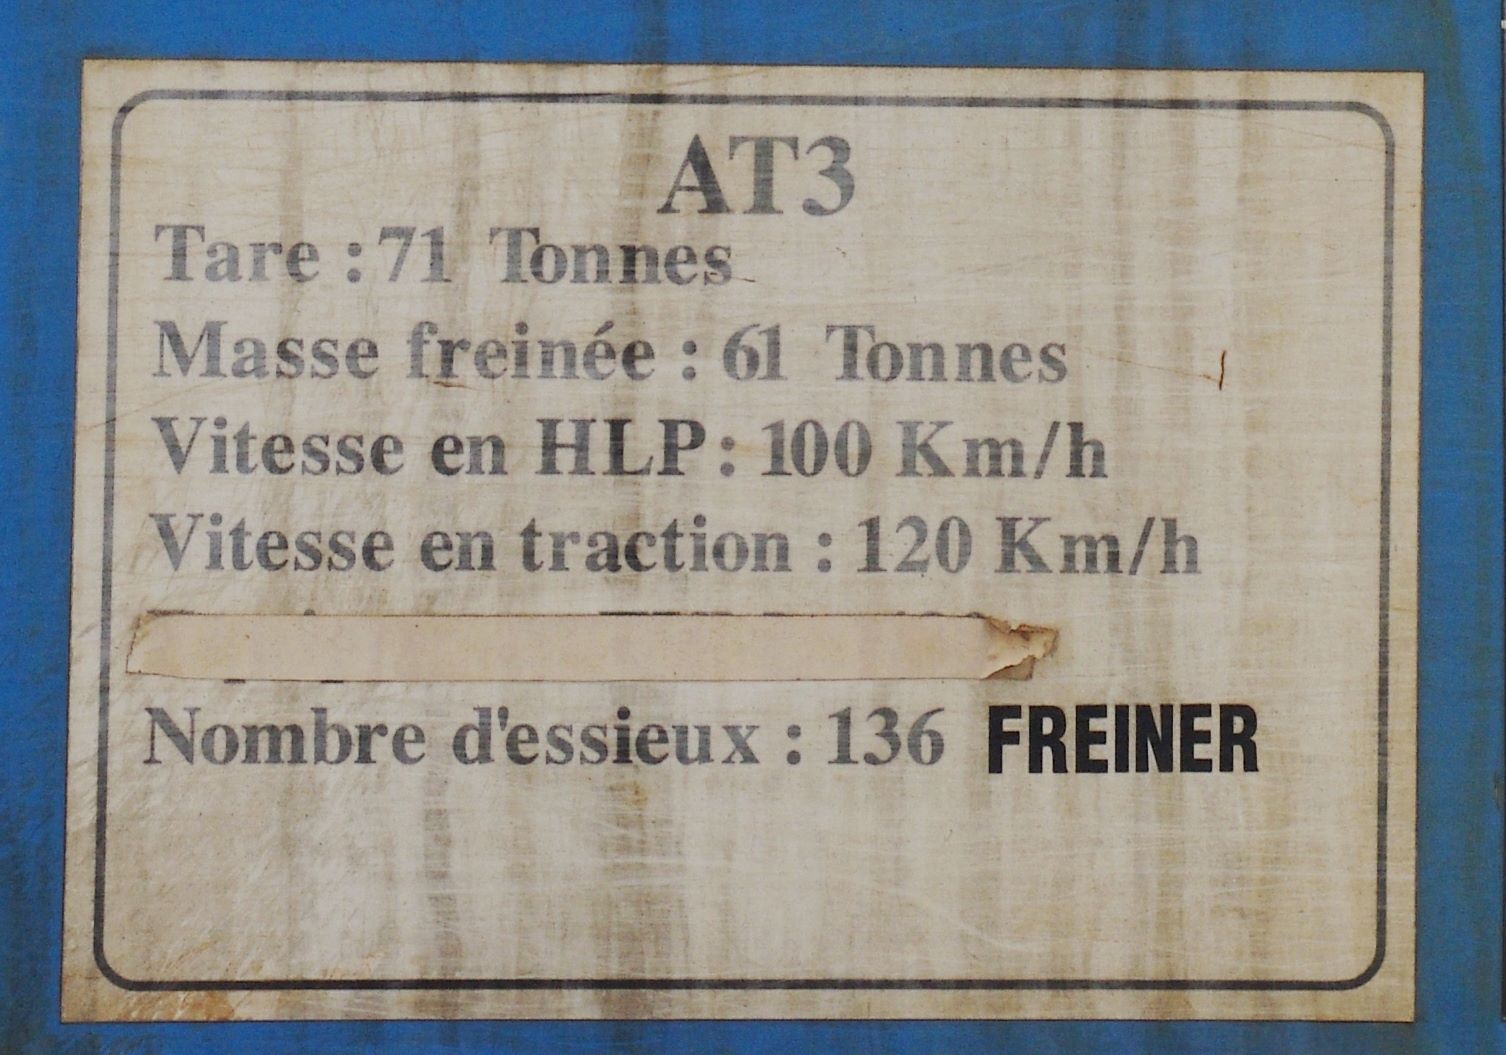 AT3
Tare : 71 Tonnes
Masse freinée : 61 Tonnes
Vitesse en HLP : 100 Km/h
Vitesse en traction : 120 Km/h
Nombre d'essieux : 136 FREINER